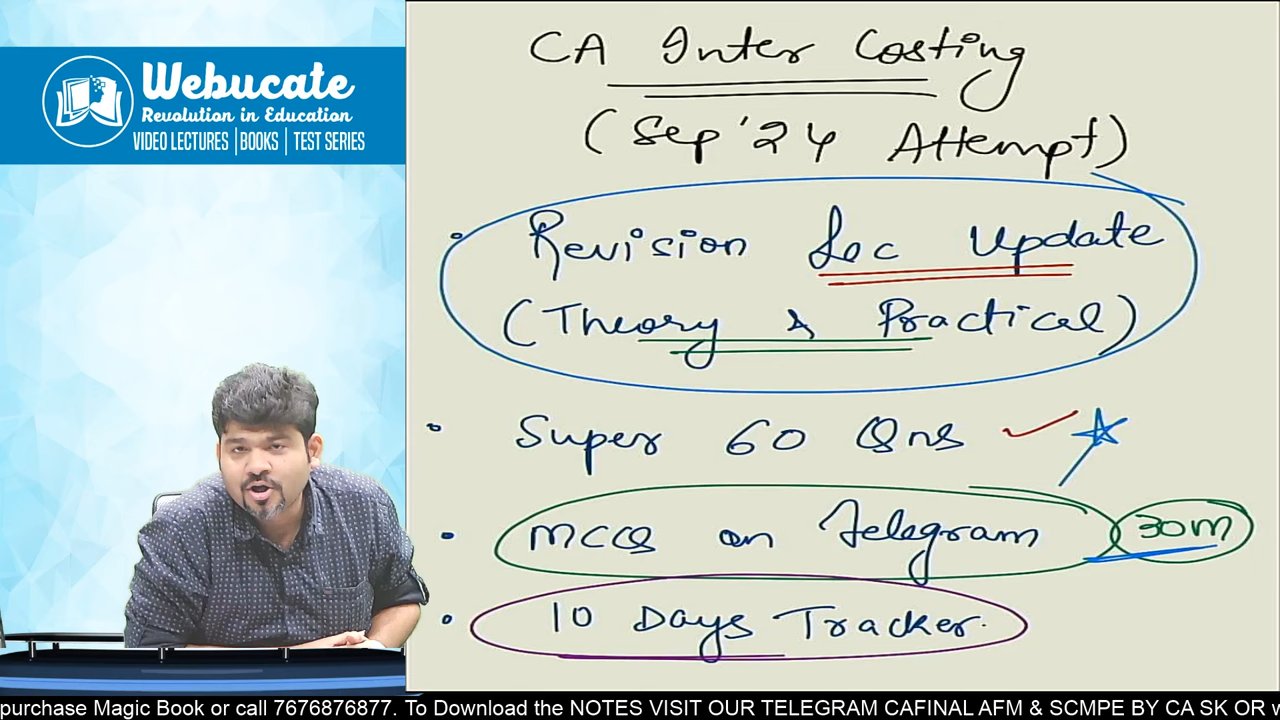 Webucate
Revolution in Education
VIDEO LECTURES | BOOKS | TEST SERIES
CA Inter Costing
(Sep '24 Attempt)
• Revision Lec Update
(Theory & Practical)
• Super 60 Qns
• MCQs on Telegram 30M
• 10 Days Tracker.
purchase Magic Book or call 7676876877. To Download the NOTES VISIT OUR TELEGRAM CAFINAL AFM & SCMPE BY CA SK OR